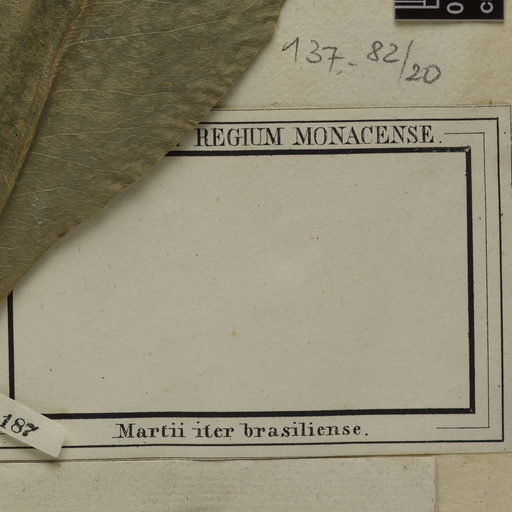 137-82/20
REGIUM MONACENSE.
187
Martii iter brasiliense.